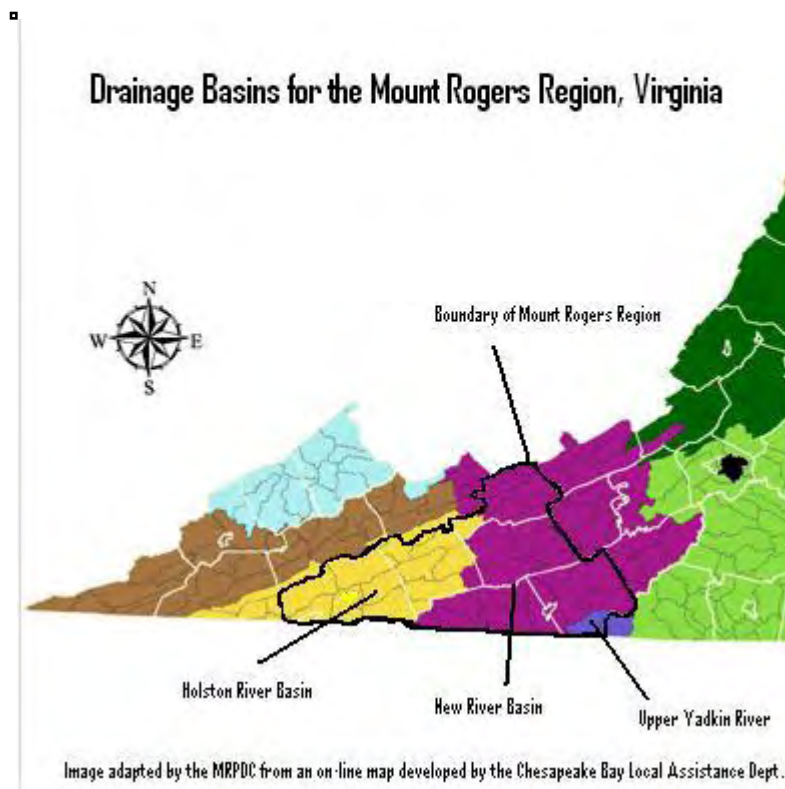 Drainage Basins for the Mount Rogers Region, Virginia
Boundary of Mount Rogers Region
N
W E
S
Holston River Basin
New River Basin
Upper Yadkin River
Image adapted by the MRPDC from an on-line map developed by the Chesapeake Bay Local Assistance Dept.